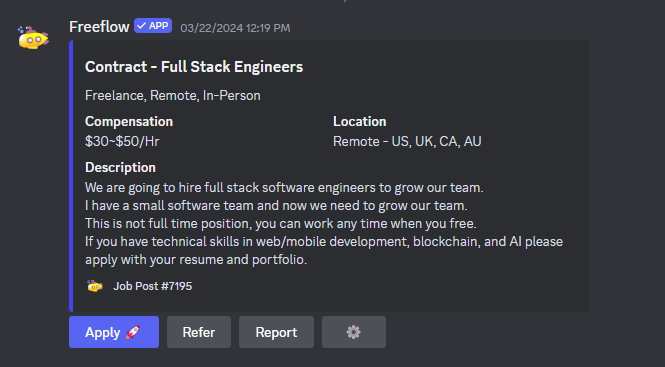 Freeflow ✓ APP 03/22/2024 12:19 PM
Contract - Full Stack Engineers
Freelance, Remote, In-Person
Compensation Location
$30~$50/Hr Remote - US, UK, CA, AU
Description
We are going to hire full stack software engineers to grow our team.
I have a small software team and now we need to grow our team.
This is not full time position, you can work any time when you free.
If you have technical skills in web/mobile development, blockchain, and AI please
apply with your resume and portfolio.
Job Post #7195
Apply 🚀 Refer Report